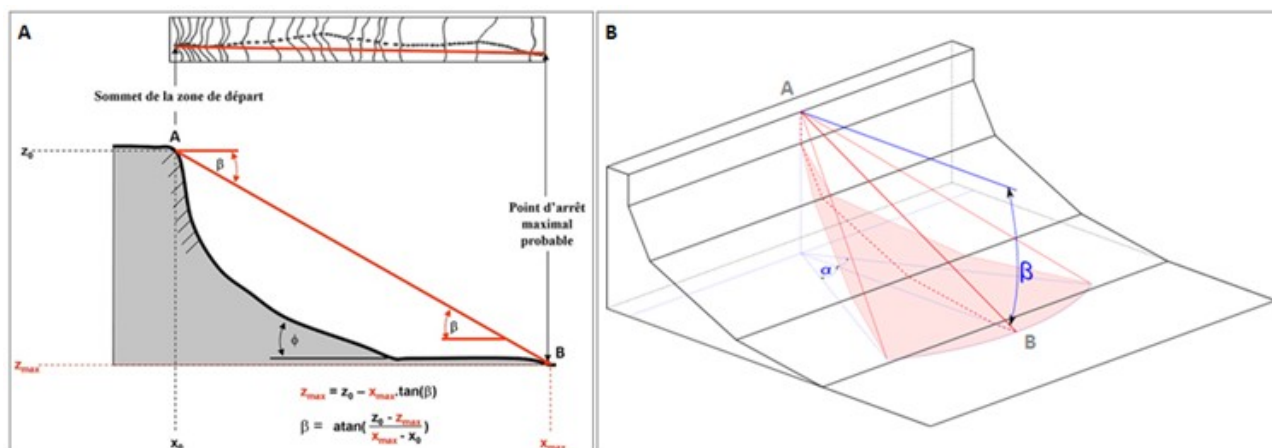 A
Sommet de la zone de départ
A
z₀
β
Point d'arrêt
maximal
probable
β
ϕ
B
zmax
zmax = z₀ – xmax.tan(β)
β = atan(z₀ - zmax / xmax - x₀)
x₀
xmax
B
A
α
β
B